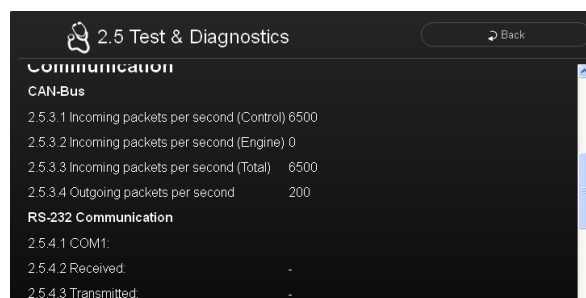 2.5 Test & Diagnostics
Back
Communication
CAN-Bus
2.5.3.1 Incoming packets per second (Control) 6500
2.5.3.2 Incoming packets per second (Engine) 0
2.5.3.3 Incoming packets per second (Total) 6500
2.5.3.4 Outgoing packets per second 200
RS-232 Communication
2.5.4.1 COM1:
2.5.4.2 Received: -
2.5.4.3 Transmitted: -